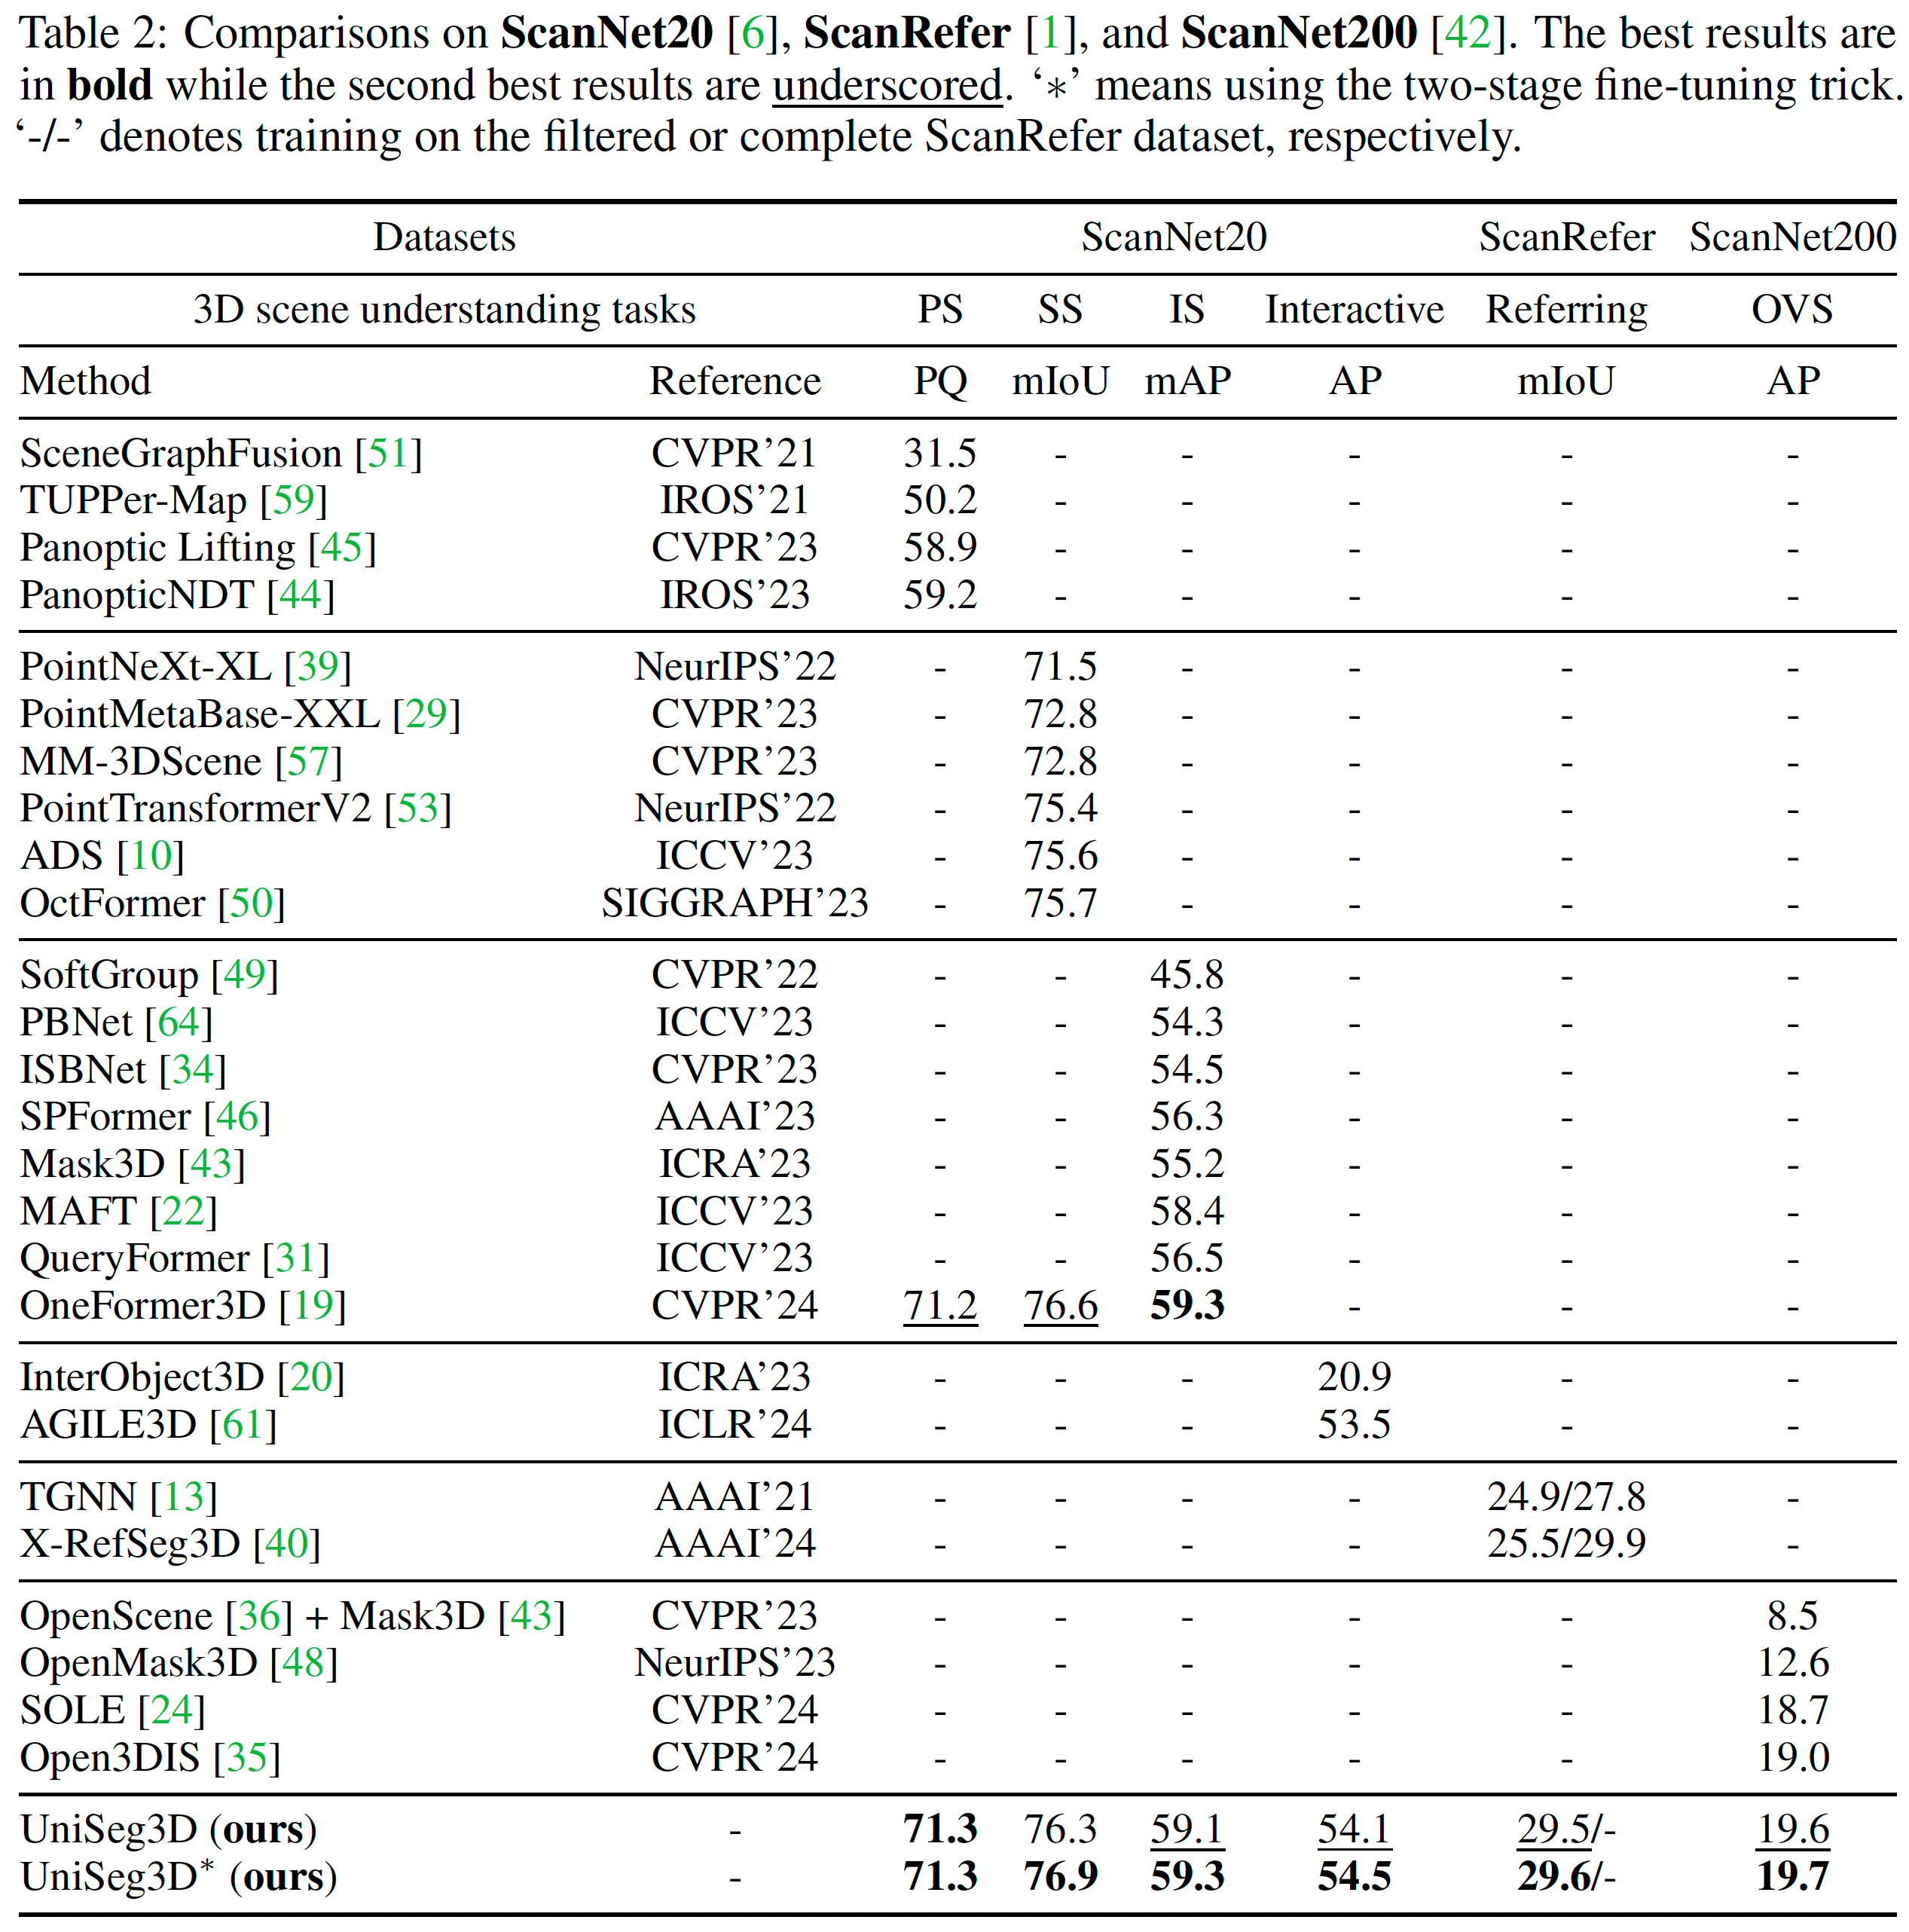 Table 2: Comparisons on ScanNet20 [6], ScanRefer [1], and ScanNet200 [42]. The best results are
in bold while the second best results are underscored. ‘∗’ means using the two-stage fine-tuning trick.
‘-/-’ denotes training on the filtered or complete ScanRefer dataset, respectively.
Datasets ScanNet20 ScanRefer ScanNet200
3D scene understanding tasks PS SS IS Interactive Referring OVS
Method Reference PQ mIoU mAP AP mIoU AP
SceneGraphFusion [51] CVPR’21 31.5 - - - - -
TUPPer-Map [59] IROS’21 50.2 - - - - -
Panoptic Lifting [45] CVPR’23 58.9 - - - - -
PanopticNDT [44] IROS’23 59.2 - - - - -
PointNeXt-XL [39] NeurIPS’22 - 71.5 - - - -
PointMetaBase-XXL [29] CVPR’23 - 72.8 - - - -
MM-3DScene [57] CVPR’23 - 72.8 - - - -
PointTransformerV2 [53] NeurIPS’22 - 75.4 - - - -
ADS [10] ICCV’23 - 75.6 - - - -
OctFormer [50] SIGGRAPH’23 - 75.7 - - - -
SoftGroup [49] CVPR’22 - - 45.8 - - -
PBNet [64] ICCV’23 - - 54.3 - - -
ISBNet [34] CVPR’23 - - 54.5 - - -
SPFormer [46] AAAI’23 - - 56.3 - - -
Mask3D [43] ICRA’23 - - 55.2 - - -
MAFT [22] ICCV’23 - - 58.4 - - -
QueryFormer [31] ICCV’23 - - 56.5 - - -
OneFormer3D [19] CVPR’24 71.2 76.6 59.3 - - -
InterObject3D [20] ICRA’23 - - - 20.9 - -
AGILE3D [61] ICLR’24 - - - 53.5 - -
TGNN [13] AAAI’21 - - - - 24.9/27.8 -
X-RefSeg3D [40] AAAI’24 - - - - 25.5/29.9 -
OpenScene [36] + Mask3D [43] CVPR’23 - - - - - 8.5
OpenMask3D [48] NeurIPS’23 - - - - - 12.6
SOLE [24] CVPR’24 - - - - - 18.7
Open3DIS [35] CVPR’24 - - - - - 19.0
UniSeg3D (ours) - 71.3 76.3 59.1 54.1 29.5/- 19.6
UniSeg3D* (ours) - 71.3 76.9 59.3 54.5 29.6/- 19.7